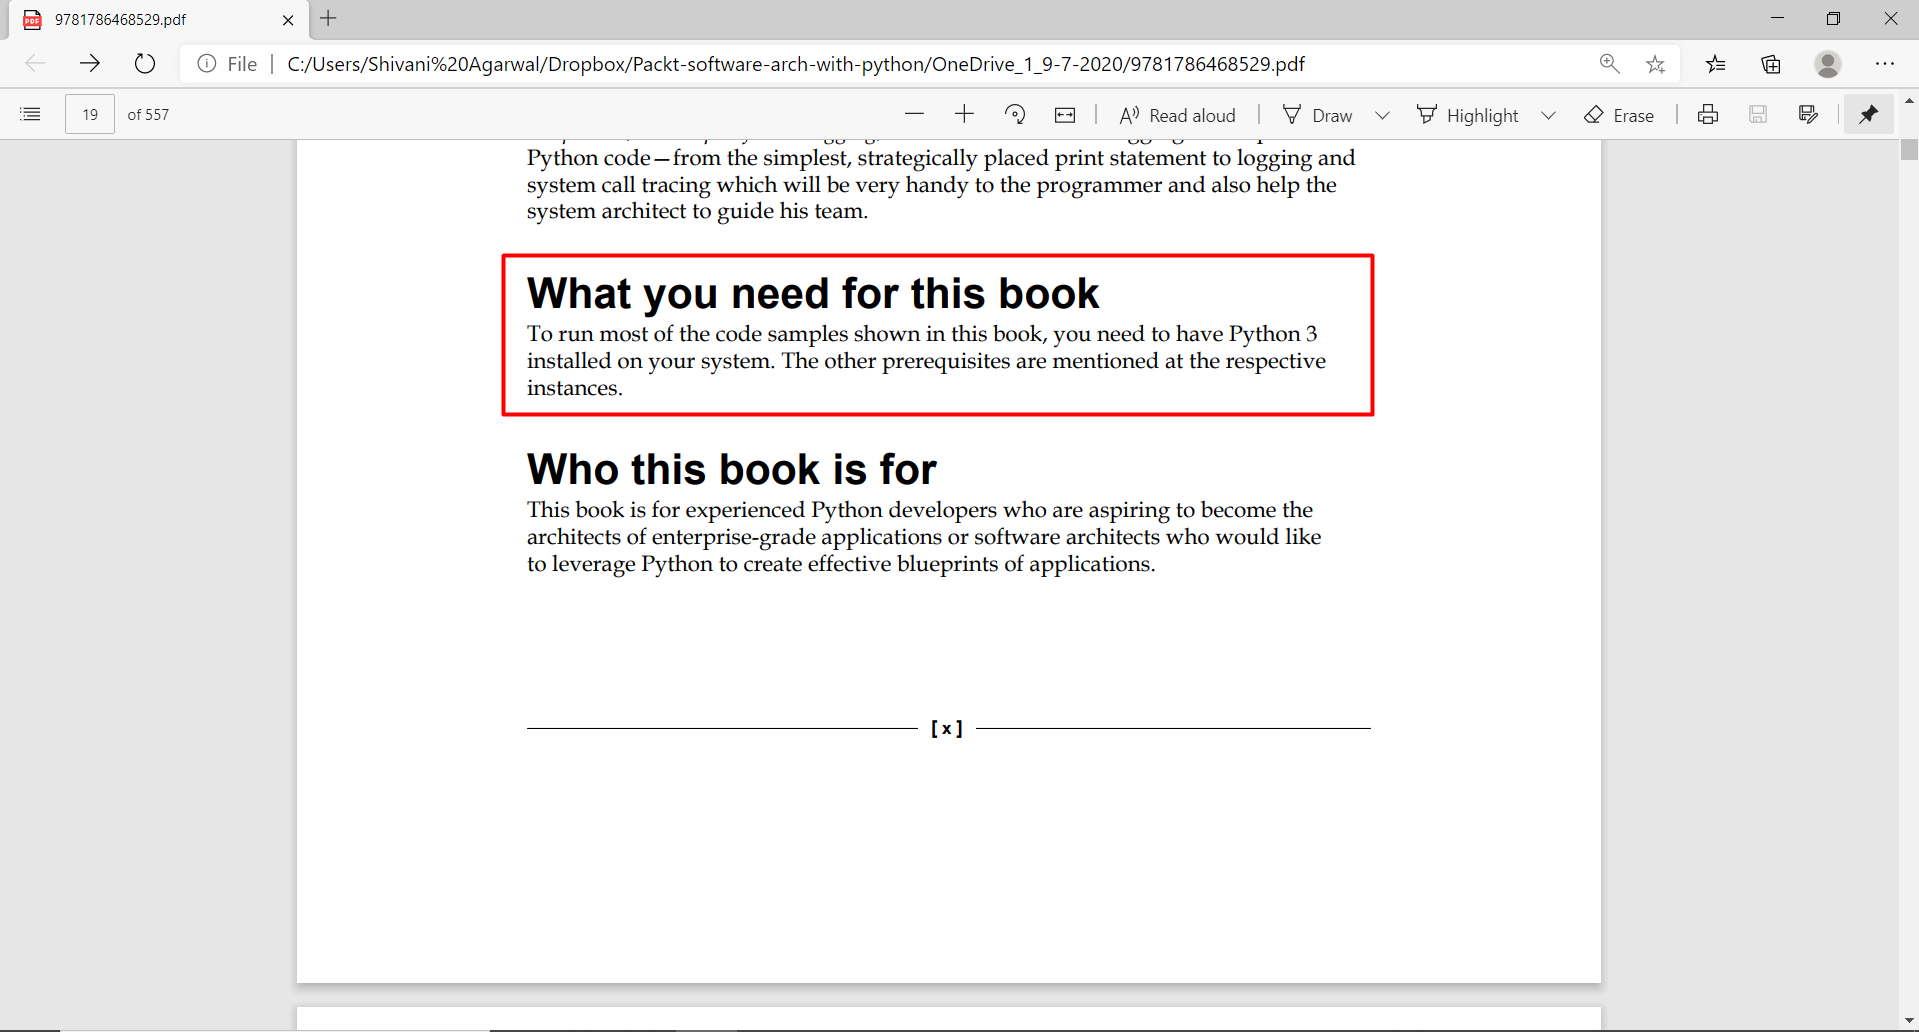 9781786468529.pdf
File
C:/Users/Shivani%20Agarwal/Dropbox/Packt-software-arch-with-python/OneDrive_1_9-7-2020/9781786468529.pdf
19 of 557
Read aloud
Draw
Highlight
Erase
Python code—from the simplest, strategically placed print statement to logging and
system call tracing which will be very handy to the programmer and also help the
system architect to guide his team.
What you need for this book
To run most of the code samples shown in this book, you need to have Python 3
installed on your system. The other prerequisites are mentioned at the respective
instances.
Who this book is for
This book is for experienced Python developers who are aspiring to become the
architects of enterprise-grade applications or software architects who would like
to leverage Python to create effective blueprints of applications.
[ x ]